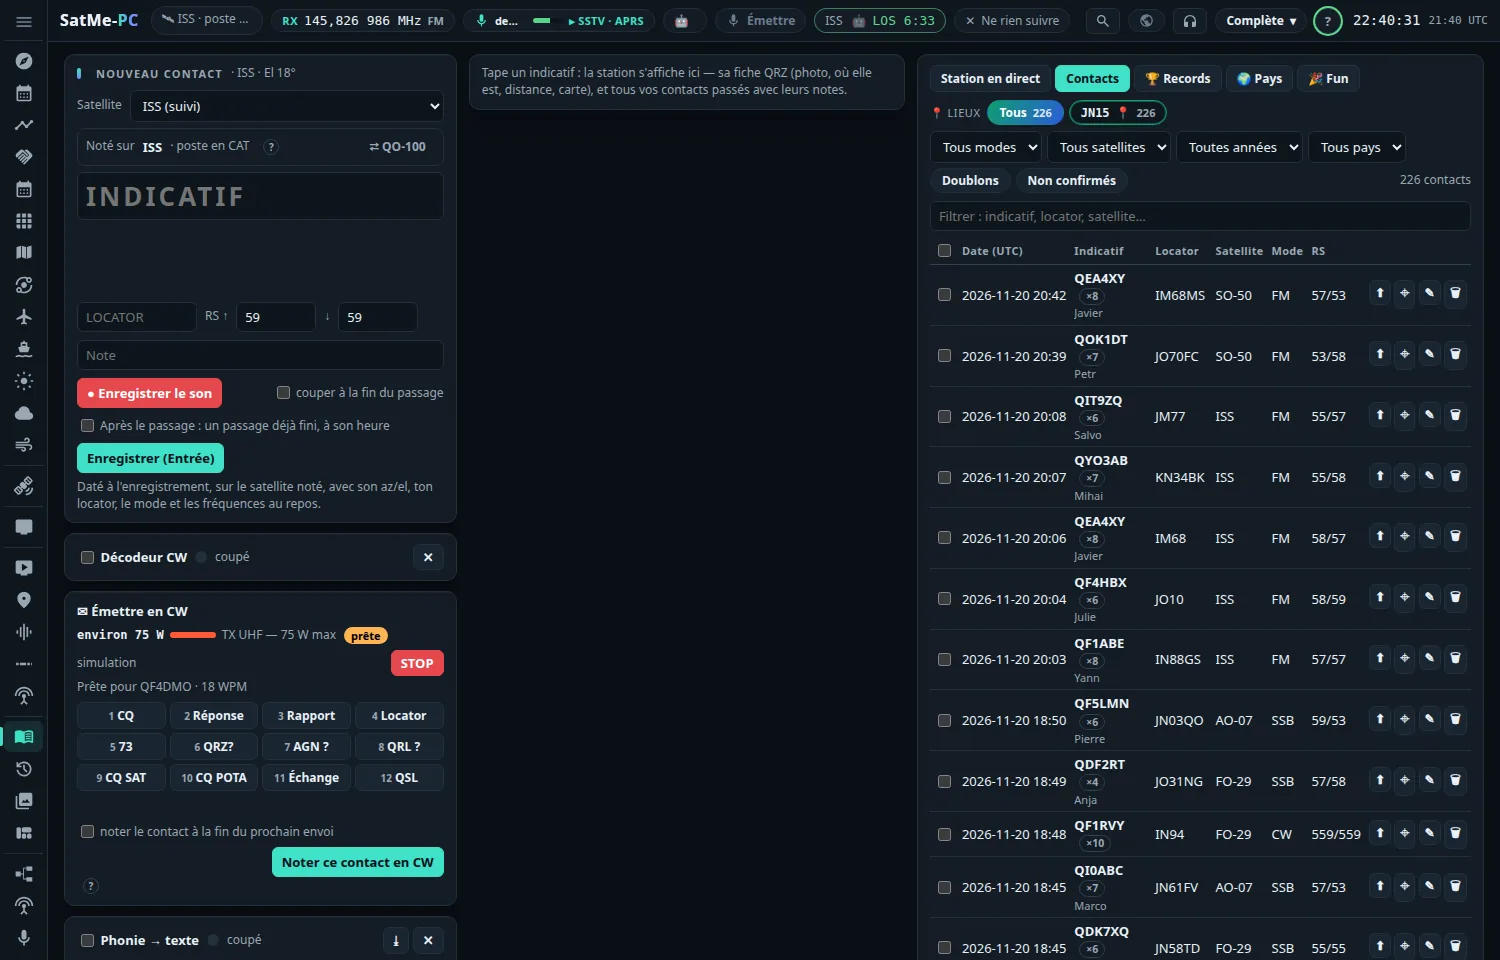 SatMe-PC
ISS · poste ...
RX 145,826 986 MHz FM
de...
▸ SSTV · APRS
Émettre
ISS LOS 6:33
✕ Ne rien suivre
Complète ▾
?
22:40:31
21:40 UTC
NOUVEAU CONTACT · ISS · El 18°
Satellite
ISS (suivi)
Noté sur ISS · poste en CAT ?
⇄ QO-100
INDICATIF
LOCATOR
RS ↑
59
↓
59
Note
● Enregistrer le son
couper à la fin du passage
Après le passage : un passage déjà fini, à son heure
Enregistrer (Entrée)
Daté à l'enregistrement, sur le satellite noté, avec son az/el, ton
locator, le mode et les fréquences au repos.
Décodeur CW
coupé
✕
✉ Émettre en CW
environ 75 W
TX UHF — 75 W max
prête
simulation
STOP
Prête pour QF4DMO · 18 WPM
1 CQ
2 Réponse
3 Rapport
4 Locator
5 73
6 QRZ?
7 AGN ?
8 QRL ?
9 CQ SAT
10 CQ POTA
11 Échange
12 QSL
noter le contact à la fin du prochain envoi
Noter ce contact en CW
?
Phonie → texte
coupé
✕
Tape un indicatif : la station s'affiche ici — sa fiche QRZ (photo, où elle
est, distance, carte), et tous vos contacts passés avec leurs notes.
Station en direct
Contacts
🏆 Records
🌍 Pays
🎉 Fun
📍 LIEUX
Tous 226
JN15 📍 226
Tous modes
Tous satellites
Toutes années
Tous pays
Doublons
Non confirmés
226 contacts
Filtrer : indicatif, locator, satellite...
Date (UTC) Indicatif Locator Satellite Mode RS
2026-11-20 20:42 QEA4XY ×8 Javier IM68MS SO-50 FM 57/53
2026-11-20 20:39 QOK1DT ×7 Petr JO70FC SO-50 FM 53/58
2026-11-20 20:08 QIT9ZQ ×6 Salvo JM77 ISS FM 55/57
2026-11-20 20:07 QYO3AB ×7 Mihai KN34BK ISS FM 55/58
2026-11-20 20:06 QEA4XY ×8 Javier IM68 ISS FM 58/57
2026-11-20 20:04 QF4HBX ×6 Julie JO10 ISS FM 58/59
2026-11-20 20:03 QF1ABE ×8 Yann IN88GS ISS FM 57/57
2026-11-20 18:50 QF5LMN ×6 Pierre JN03QO AO-07 SSB 59/53
2026-11-20 18:49 QDF2RT ×4 Anja JO31NG FO-29 SSB 57/58
2026-11-20 18:48 QF1RVY ×10 IN94 FO-29 CW 559/559
2026-11-20 18:45 QI0ABC ×7 Marco JN61FV AO-07 SSB 57/53
2026-11-20 18:45 QDK7XQ ×6 JN58TD FO-29 SSB 55/55